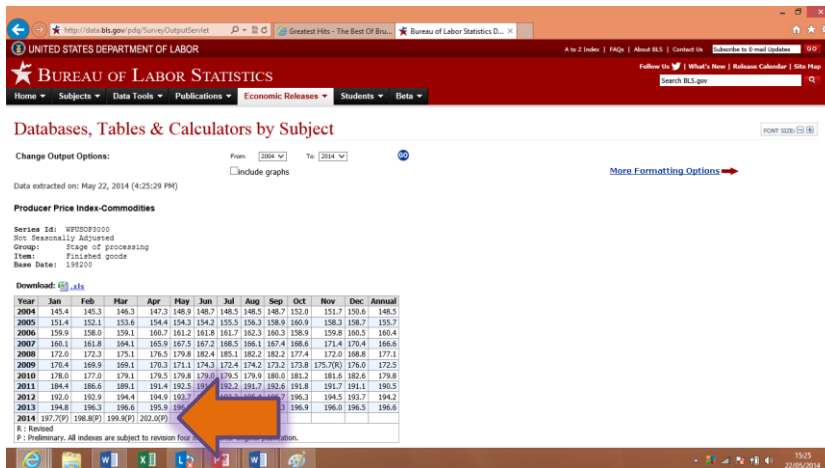 http://data.bls.gov/pdq/SurveyOutputServlet
Greatest Hits - The Best Of Bru...
Bureau of Labor Statistics D...
UNITED STATES DEPARTMENT OF LABOR
A to Z Index | FAQs | About BLS | Contact Us Subscribe to E-mail Updates GO
Follow Us | What's New | Release Calendar | Site Map
BUREAU OF LABOR STATISTICS
Search BLS.gov
Home Subjects Data Tools Publications Economic Releases Students Beta
Databases, Tables & Calculators by Subject
FONT SIZE:
Change Output Options: From: 2004 To: 2014 GO
include graphs
More Formatting Options
Data extracted on: May 22, 2014 (4:25:29 PM)
Producer Price Index-Commodities
Series Id: WPUSOP3000
Not Seasonally Adjusted
Group: Stage of processing
Item: Finished goods
Base Date: 198200
Download: .xls
Year Jan Feb Mar Apr May Jun Jul Aug Sep Oct Nov Dec Annual
2004 145.4 145.3 146.3 147.3 148.9 148.7 148.5 148.5 148.7 152.0 151.7 150.6 148.5
2005 151.4 152.1 153.6 154.4 154.3 154.2 155.5 156.3 158.9 160.9 158.3 158.7 155.7
2006 159.9 158.0 159.1 160.7 161.2 161.8 161.7 162.3 160.3 158.9 159.8 160.5 160.4
2007 160.1 161.8 164.1 165.9 167.5 167.2 168.5 166.1 167.4 168.6 171.4 170.4 166.6
2008 172.0 172.3 175.1 176.5 179.8 182.4 185.1 182.2 182.2 177.4 172.0 168.8 177.1
2009 170.4 169.9 169.1 170.3 171.1 174.3 172.4 174.2 173.2 173.8 175.7(R) 176.0 172.5
2010 178.0 177.0 179.1 179.5 179.8 179.0 179.5 179.9 180.0 181.2 181.6 182.6 179.8
2011 184.4 186.6 189.1 191.4 192.5 192.2 191.7 192.6 191.8 191.7 191.1 190.5
2012 192.0 192.9 194.4 194.9 193.7 196.3 194.5 193.7 194.2
2013 194.8 196.3 196.6 195.9 196.9 196.0 196.5 196.6
2014 197.7(P) 198.8(P) 199.9(P) 202.0(P)
R : Revised
P : Preliminary. All indexes are subject to revision four
15:25
22/05/2014